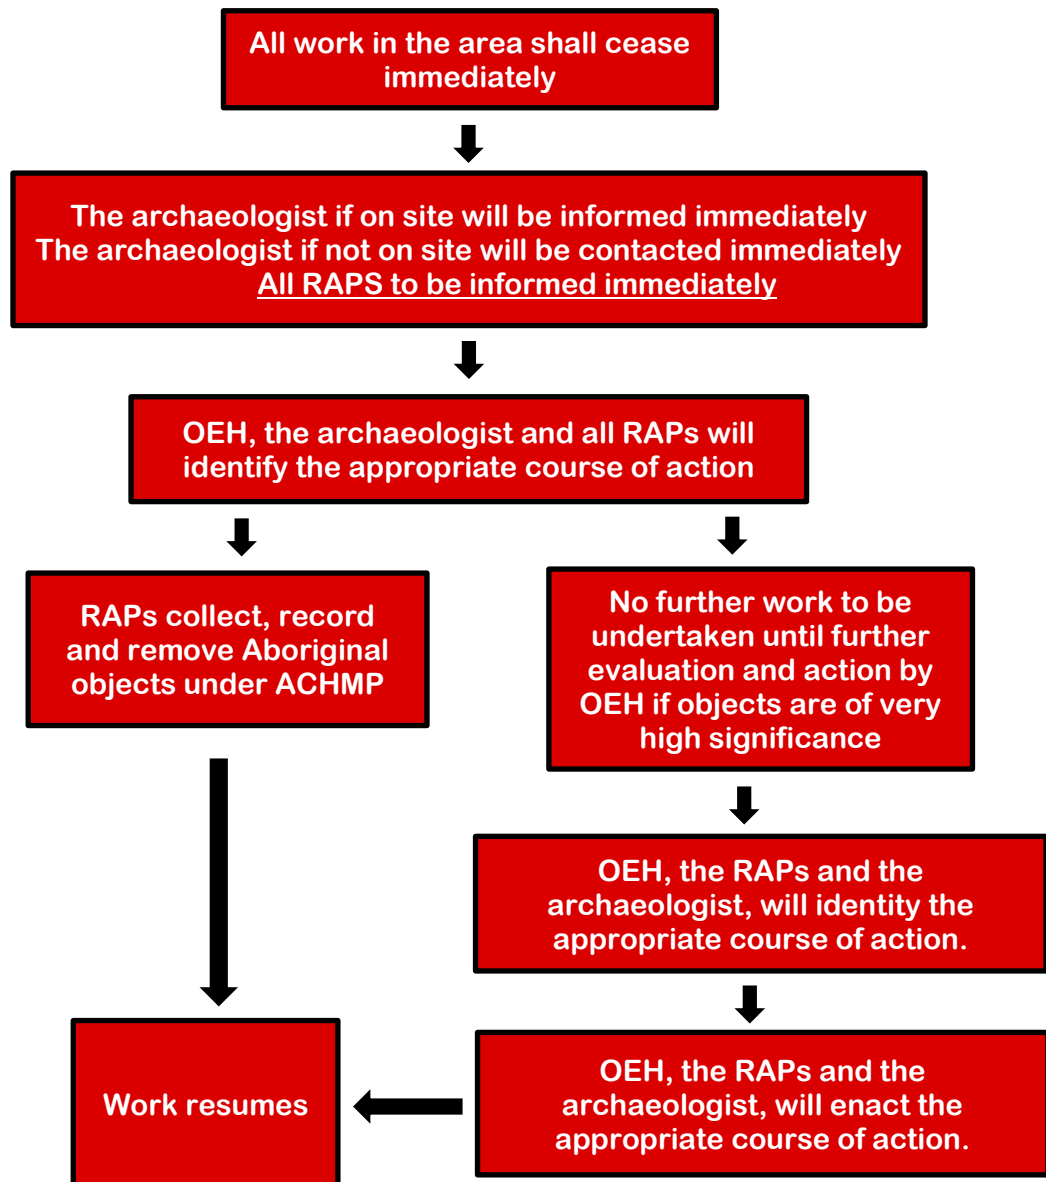 All work in the area shall cease
immediately
The archaeologist if on site will be informed immediately
The archaeologist if not on site will be contacted immediately
All RAPS to be informed immediately
OEH, the archaeologist and all RAPs will
identify the appropriate course of action
RAPs collect, record
and remove Aboriginal
objects under ACHMP
No further work to be
undertaken until further
evaluation and action by
OEH if objects are of very
high significance
OEH, the RAPs and the
archaeologist, will identity the
appropriate course of action.
OEH, the RAPs and the
archaeologist, will enact the
appropriate course of action.
Work resumes